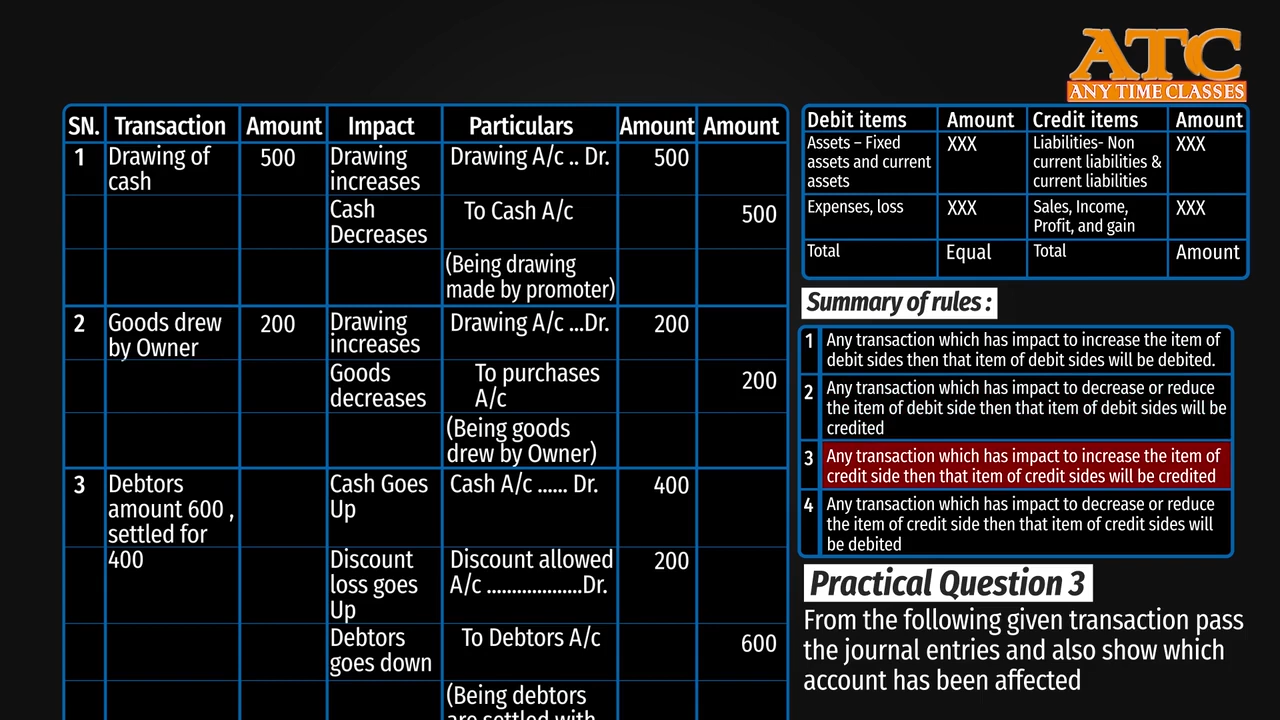 ATC
ANY TIME CLASSES
SN. Transaction Amount Impact Particulars Amount Amount
1 Drawing of cash 500 Drawing increases Drawing A/c .. Dr. 500
Cash Decreases To Cash A/c 500
(Being drawing made by promoter)
2 Goods drew by Owner 200 Drawing increases Drawing A/c ...Dr. 200
Goods decreases To purchases A/c 200
(Being goods drew by Owner)
3 Debtors amount 600 , settled for Cash Goes Up Cash A/c ...... Dr. 400
400 Discount loss goes Up Discount allowed A/c ...................Dr. 200
Debtors goes down To Debtors A/c 600
(Being debtors are settled with
Debit items Amount Credit items Amount
Assets – Fixed assets and current assets XXX Liabilities- Non current liabilities & current liabilities XXX
Expenses, loss XXX Sales, Income, Profit, and gain XXX
Total Equal Total Amount
Summary of rules :
1 Any transaction which has impact to increase the item of
debit sides then that item of debit sides will be debited.
2 Any transaction which has impact to decrease or reduce
the item of debit side then that item of debit sides will be
credited
3 Any transaction which has impact to increase the item of
credit side then that item of credit sides will be credited
4 Any transaction which has impact to decrease or reduce
the item of credit side then that item of credit sides will
be debited
Practical Question 3
From the following given transaction pass
the journal entries and also show which
account has been affected